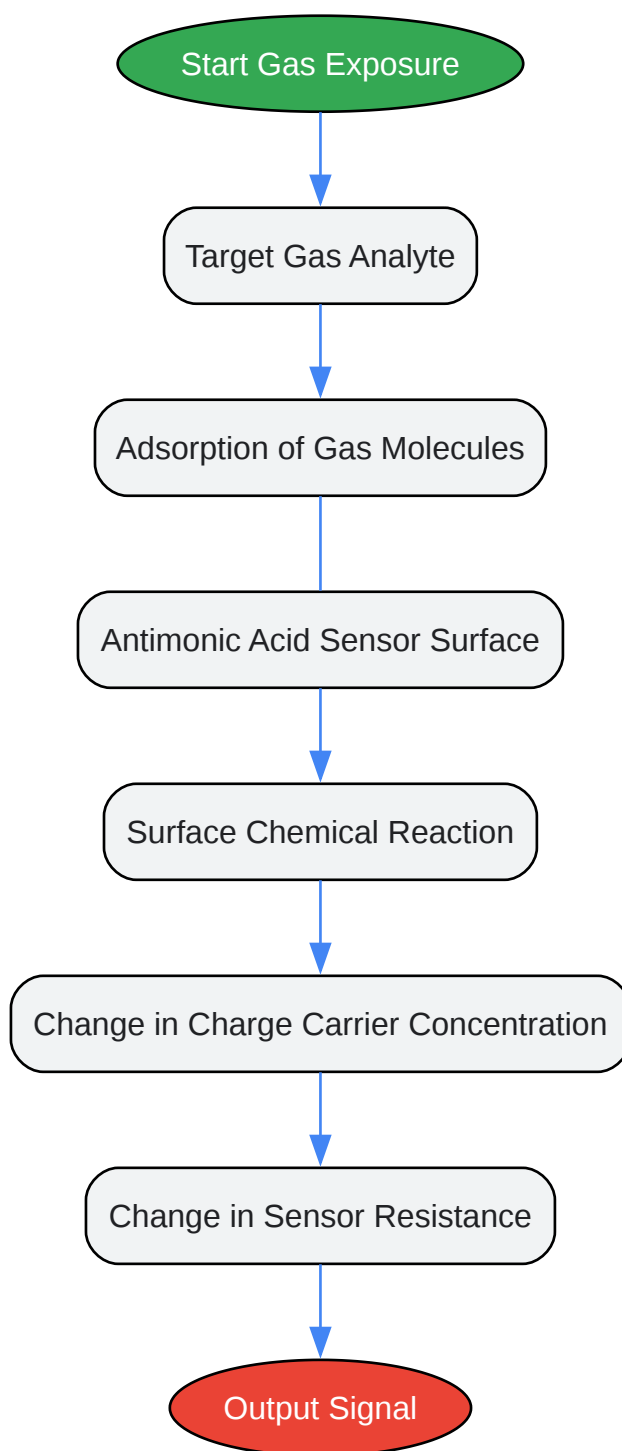 Start Gas Exposure
Target Gas Analyte
Adsorption of Gas Molecules
Antimonic Acid Sensor Surface
Surface Chemical Reaction
Change in Charge Carrier Concentration
Change in Sensor Resistance
Output Signal